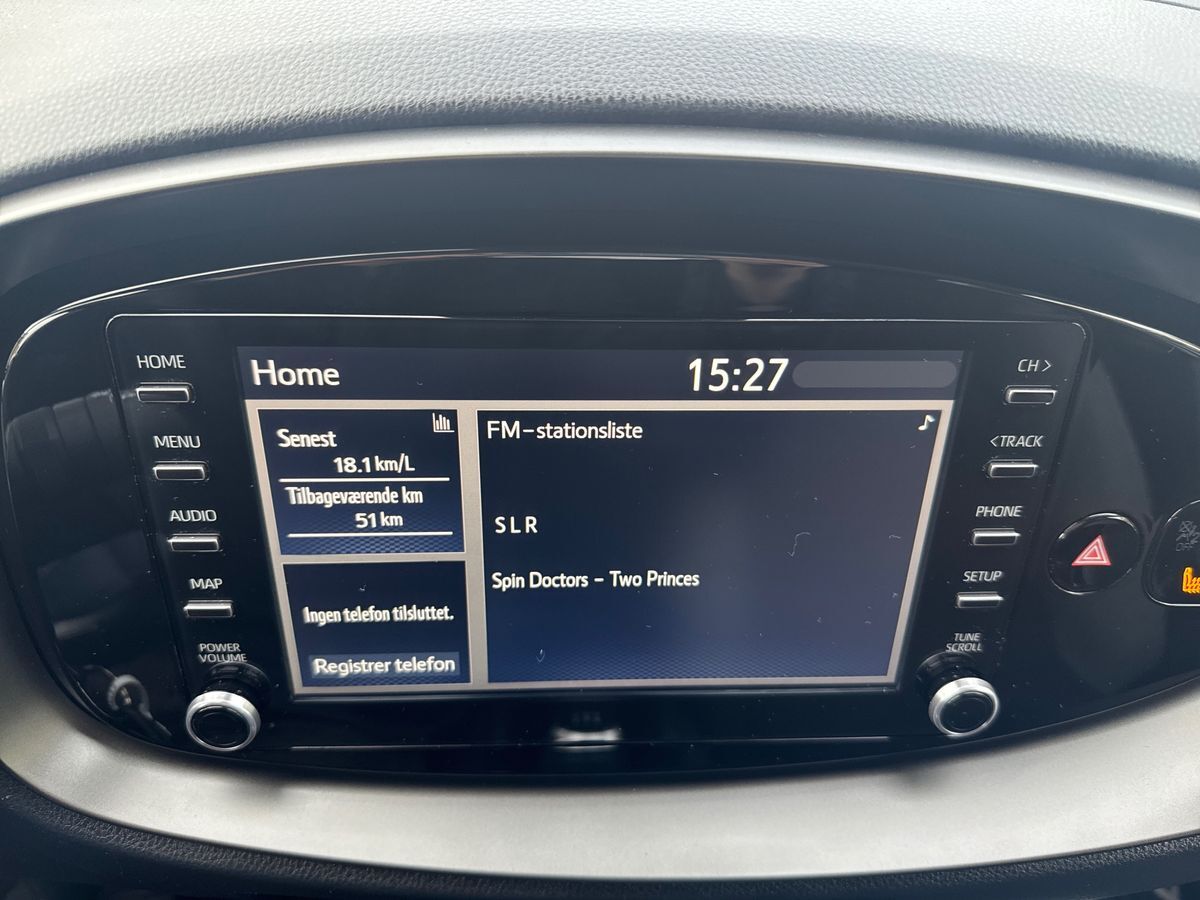 HOME
MENU
AUDIO
MAP
POWER
VOLUME
Home
15:27
Senest
18.1 km/L
Tilbageværende km
51 km
Ingen telefon tilsluttet.
Registrer telefon
FM-stationsliste
SLR
Spin Doctors - Two Princes
CH >
<TRACK
PHONE
SETUP
TUNE
SCROLL